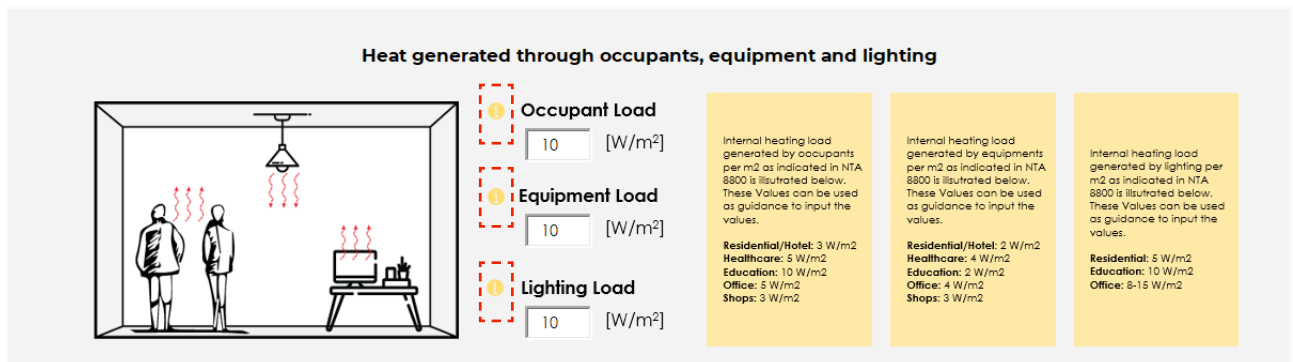 Heat generated through occupants, equipment and lighting
Occupant Load
10 [W/m²]
Equipment Load
10 [W/m²]
Lighting Load
10 [W/m²]
Internal heating load
generated by occupants
per m2 as indicated in NTA
8800 is illsutrated below.
These Values can be used
as guidance to input the
values.
Residential/Hotel: 3 W/m2
Healthcare: 5 W/m2
Education: 10 W/m2
Office: 5 W/m2
Shops: 3 W/m2
Internal heating load
generated by equipments
per m2 as indicated in NTA
8800 is illsutrated below.
These Values can be used
as guidance to input the
values.
Residential/Hotel: 2 W/m2
Healthcare: 4 W/m2
Education: 2 W/m2
Office: 4 W/m2
Shops: 3 W/m2
Internal heating load
generated by lighting per
m2 as indicated in NTA
8800 is illsutrated below.
These Values can be used
as guidance to input the
values.
Residential: 5 W/m2
Education: 10 W/m2
Office: 8-15 W/m2